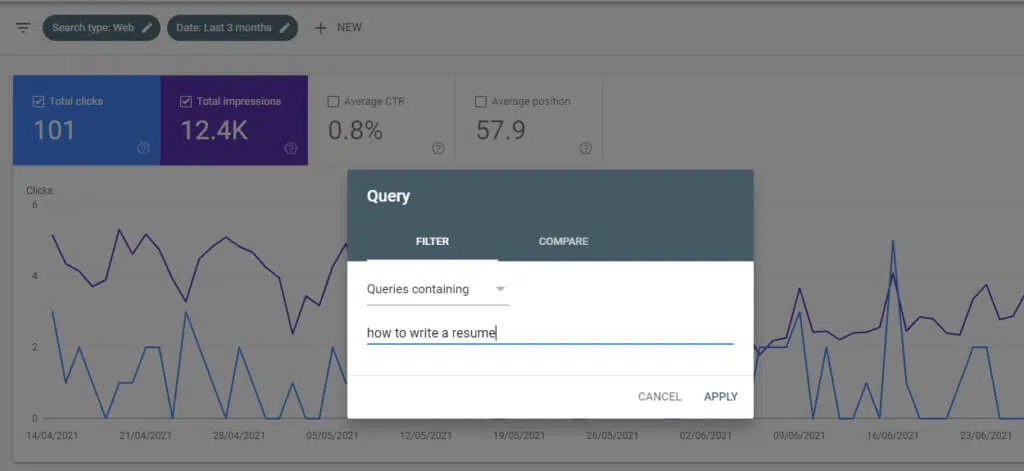 Search type: Web Date: Last 3 months + NEW
Total clicks Total impressions Average CTR Average position
101 12.4K 0.8% 57.9
Query
Clicks
6
FILTER COMPARE
4
Queries containing
how to write a resume
2
CANCEL APPLY
0
14/04/2021 21/04/2021 28/04/2021 05/05/2021 12/05/2021 19/05/2021 26/05/2021 02/06/2021 09/06/2021 16/06/2021 23/06/2021